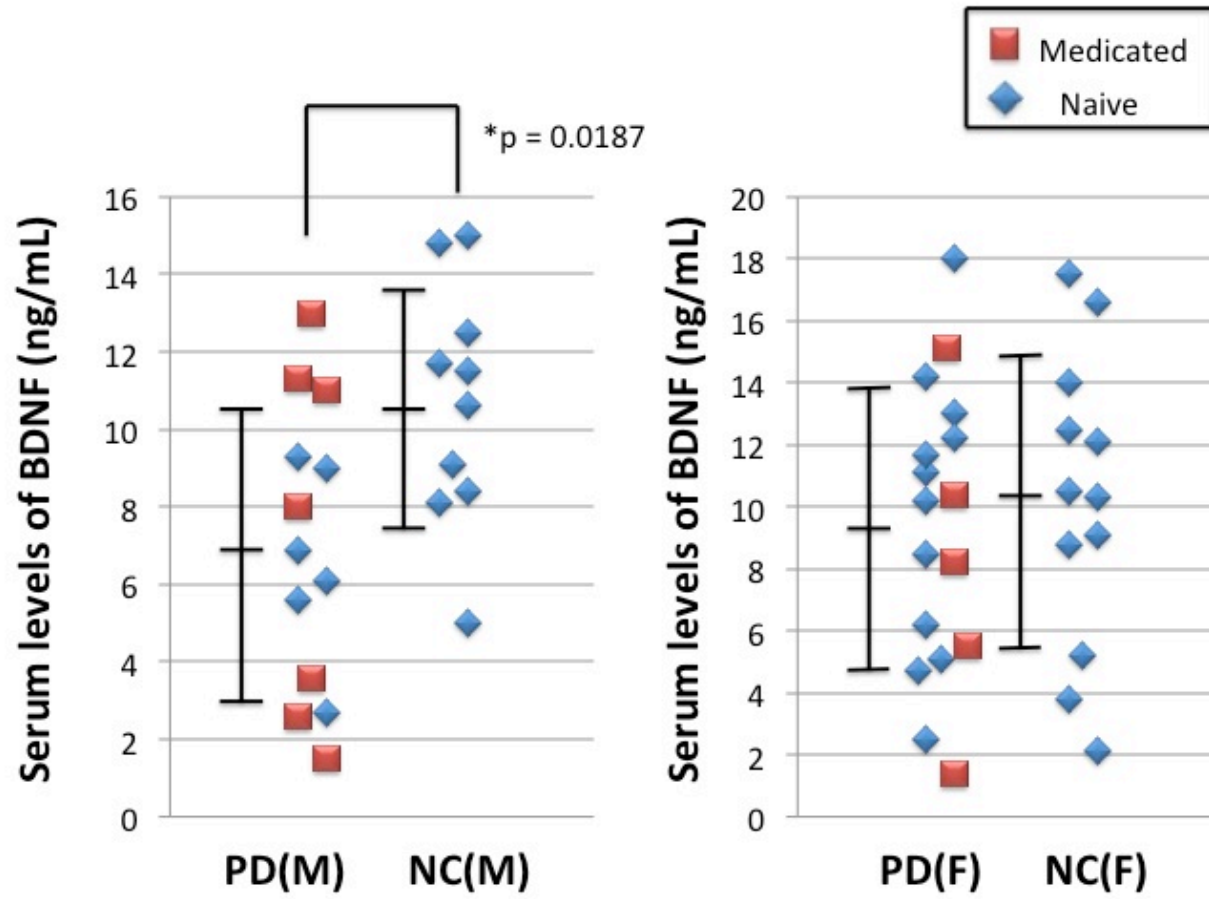 Medicated
Naive
*p = 0.0187
Serum levels of BDNF (ng/mL)
16
14
12
10
8
6
4
2
0
PD(M) NC(M)
Serum levels of BDNF (ng/mL)
20
18
16
14
12
10
8
6
4
2
0
PD(F) NC(F)